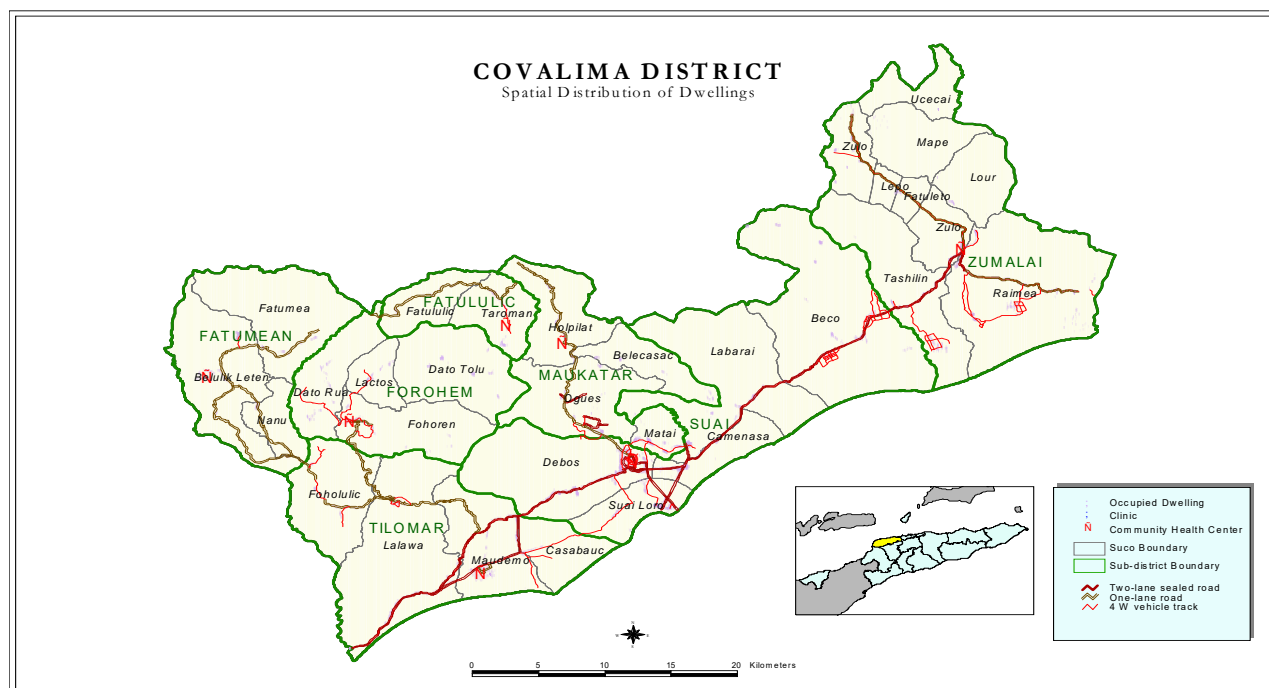 COVALIMA DISTRICT
Spatial Distribution of Dwellings
Ucecai
Zulo
Mape
Lour
Lepo
Fatuleto
Zulo
ZUMALAI
Tashilin
Raimea
Beco
Fatumea
FATULULIC
Fatululic
Taroman
FATUMEAN
Holpilat
Belecasac
Labarai
Dato Tolu
Belulik Leten
Lactos
MAUKATAR
Dato Rua
FOROHEM
Ogues
Nanu
Fohoren
Matai
SUAI
Camenasa
Debos
Foholulic
Suai Loro
TILOMAR
Lalawa
Casabauc
Maudemo
Ñ
Ñ
Ñ
Ñ
Ñ
Ñ
N
W
E
S
0 5 10 15 20 Kilometers
Occupied Dwelling
Clinic
Ñ Community Health Center
Suco Boundary
Sub-district Boundary
Two-lane sealed road
One-lane road
4 W vehicle track